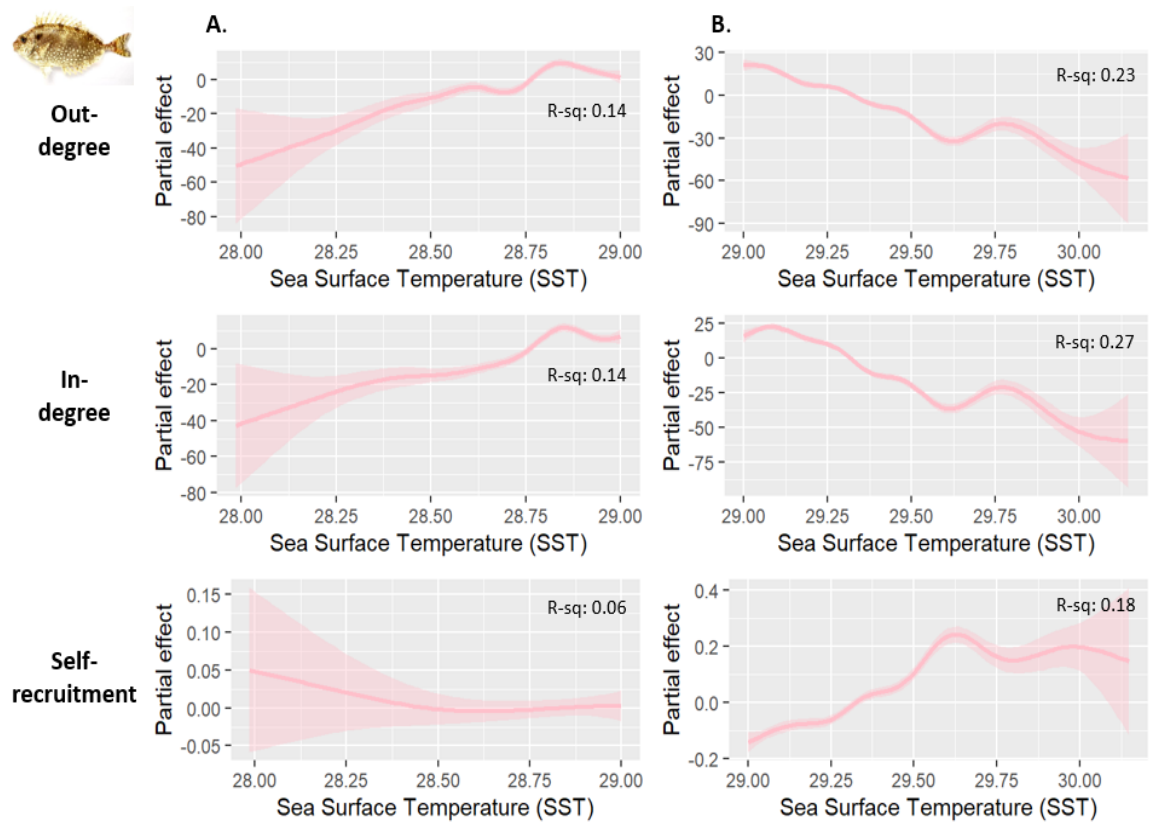 A.
B.
Out-
degree
Partial effect
0
-20
-40
-60
-80
R-sq: 0.14
28.00 28.25 28.50 28.75 29.00
Sea Surface Temperature (SST)
Partial effect
30
0
-30
-60
-90
R-sq: 0.23
29.00 29.25 29.50 29.75 30.00
Sea Surface Temperature (SST)
In-
degree
Partial effect
0
-20
-40
-60
-80
R-sq: 0.14
28.00 28.25 28.50 28.75 29.00
Sea Surface Temperature (SST)
Partial effect
25
0
-25
-50
-75
R-sq: 0.27
29.00 29.25 29.50 29.75 30.00
Sea Surface Temperature (SST)
Self-
recruitment
Partial effect
0.15
0.10
0.05
0.00
-0.05
R-sq: 0.06
28.00 28.25 28.50 28.75 29.00
Sea Surface Temperature (SST)
Partial effect
0.4
0.2
0.0
-0.2
R-sq: 0.18
29.00 29.25 29.50 29.75 30.00
Sea Surface Temperature (SST)